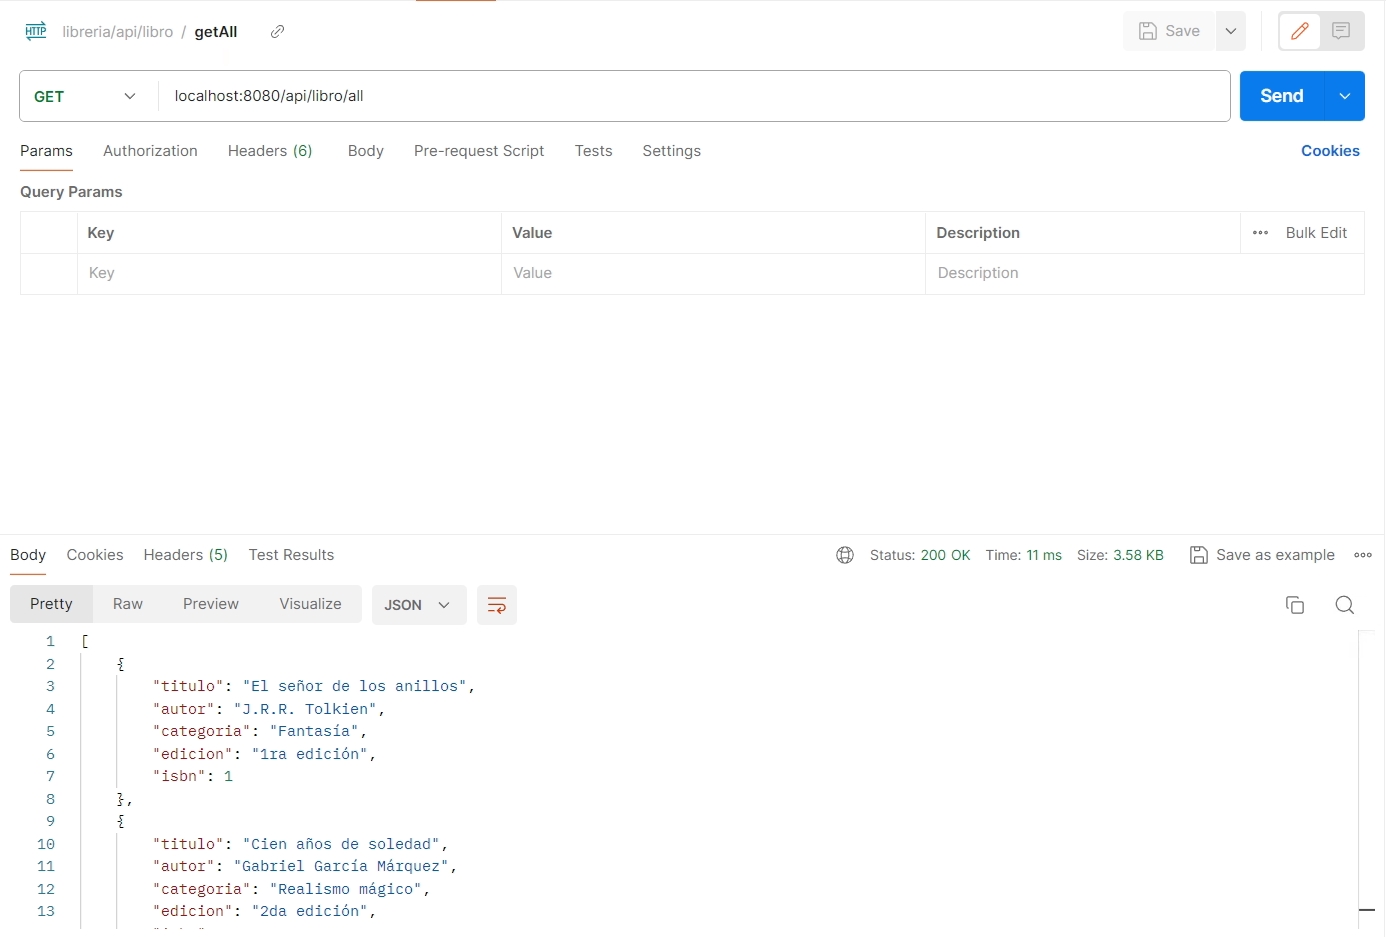 HTTP libreria/api/libro / getAll Save
GET localhost:8080/api/libro/all Send
Params Authorization Headers (6) Body Pre-request Script Tests Settings Cookies
Query Params
Key Value Description Bulk Edit
Key Value Description
Body Cookies Headers (5) Test Results Status: 200 OK Time: 11 ms Size: 3.58 KB Save as example
Pretty Raw Preview Visualize JSON
1 [
2 {
3 "titulo": "El señor de los anillos",
4 "autor": "J.R.R. Tolkien",
5 "categoria": "Fantasía",
6 "edicion": "1ra edición",
7 "isbn": 1
8 },
9 {
10 "titulo": "Cien años de soledad",
11 "autor": "Gabriel García Márquez",
12 "categoria": "Realismo mágico",
13 "edicion": "2da edición",